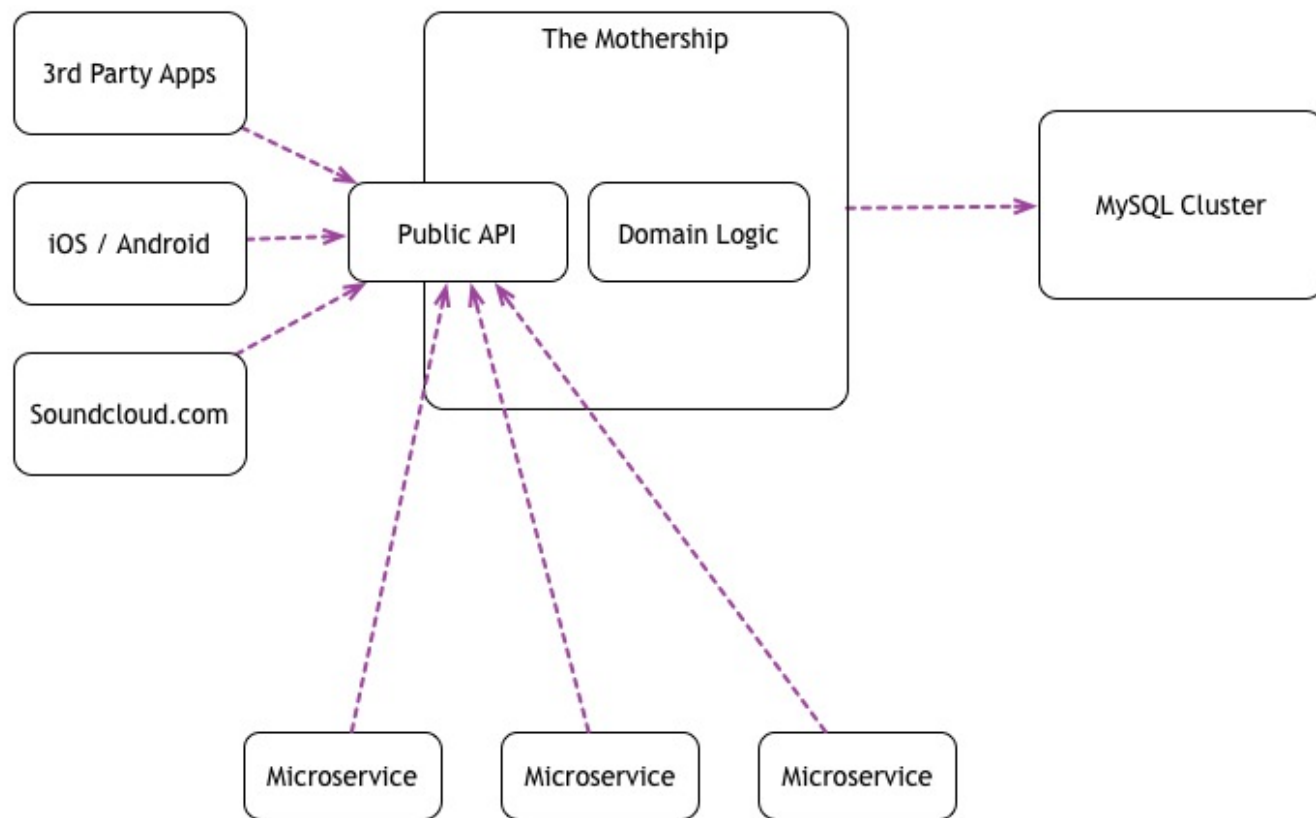 The Mothership
3rd Party Apps
MySQL Cluster
iOS / Android
Public API
Domain Logic
Soundcloud.com
Microservice
Microservice
Microservice